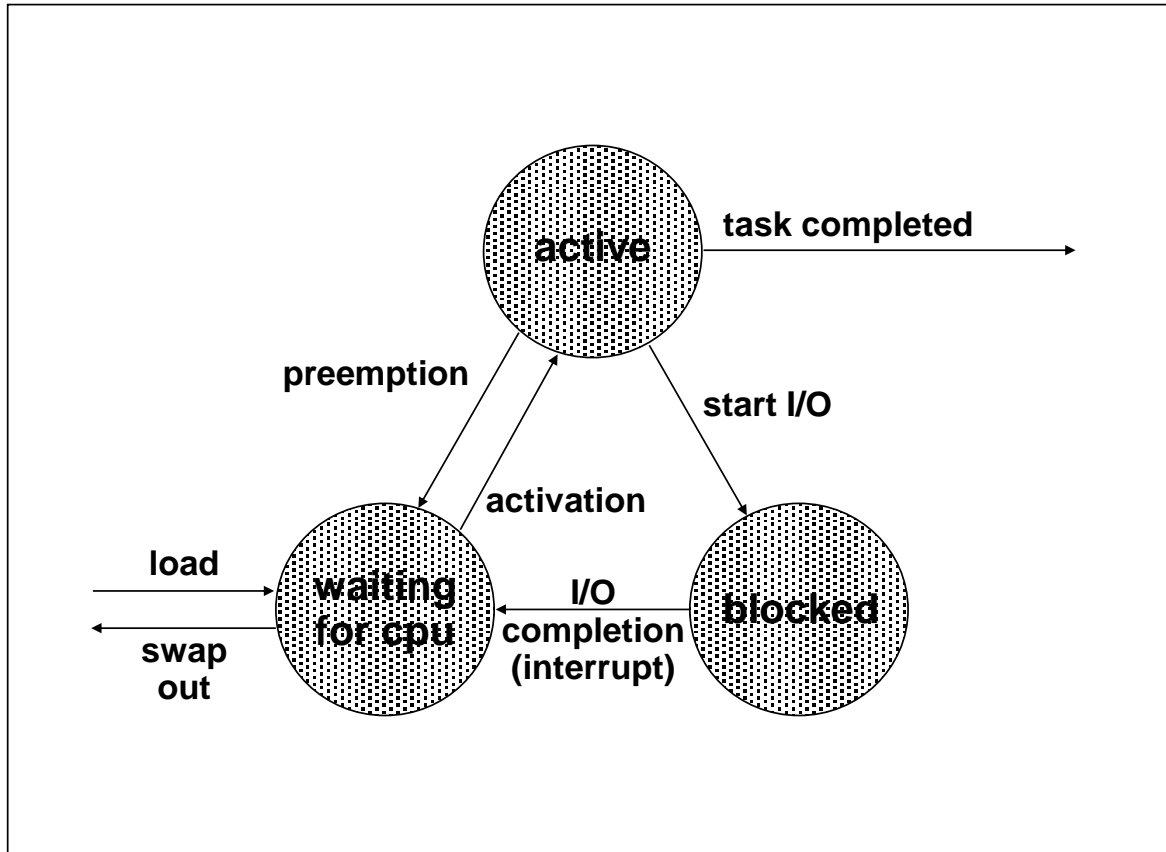 active
task completed
preemption
start I/O
activation
load
waiting
for cpu
swap
out
I/O
completion
(interrupt)
blocked